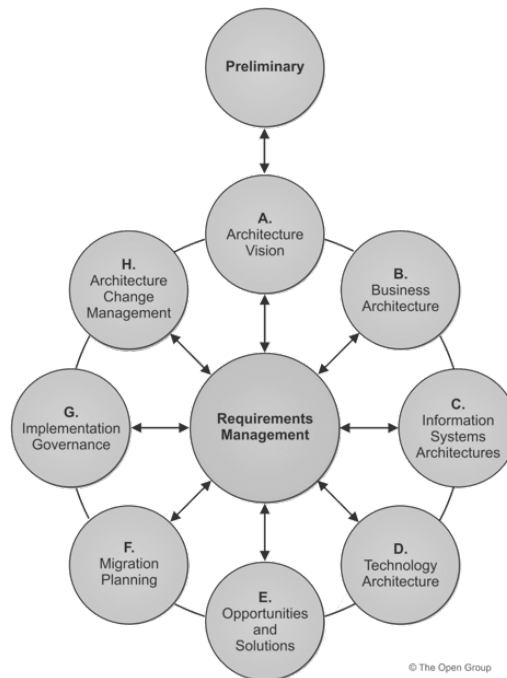 Preliminary
A.
Architecture
Vision
B.
Business
Architecture
C.
Information
Systems
Architectures
D.
Technology
Architecture
E.
Opportunities
and
Solutions
F.
Migration
Planning
G.
Implementation
Governance
H.
Architecture
Change
Management
Requirements
Management
© The Open Group